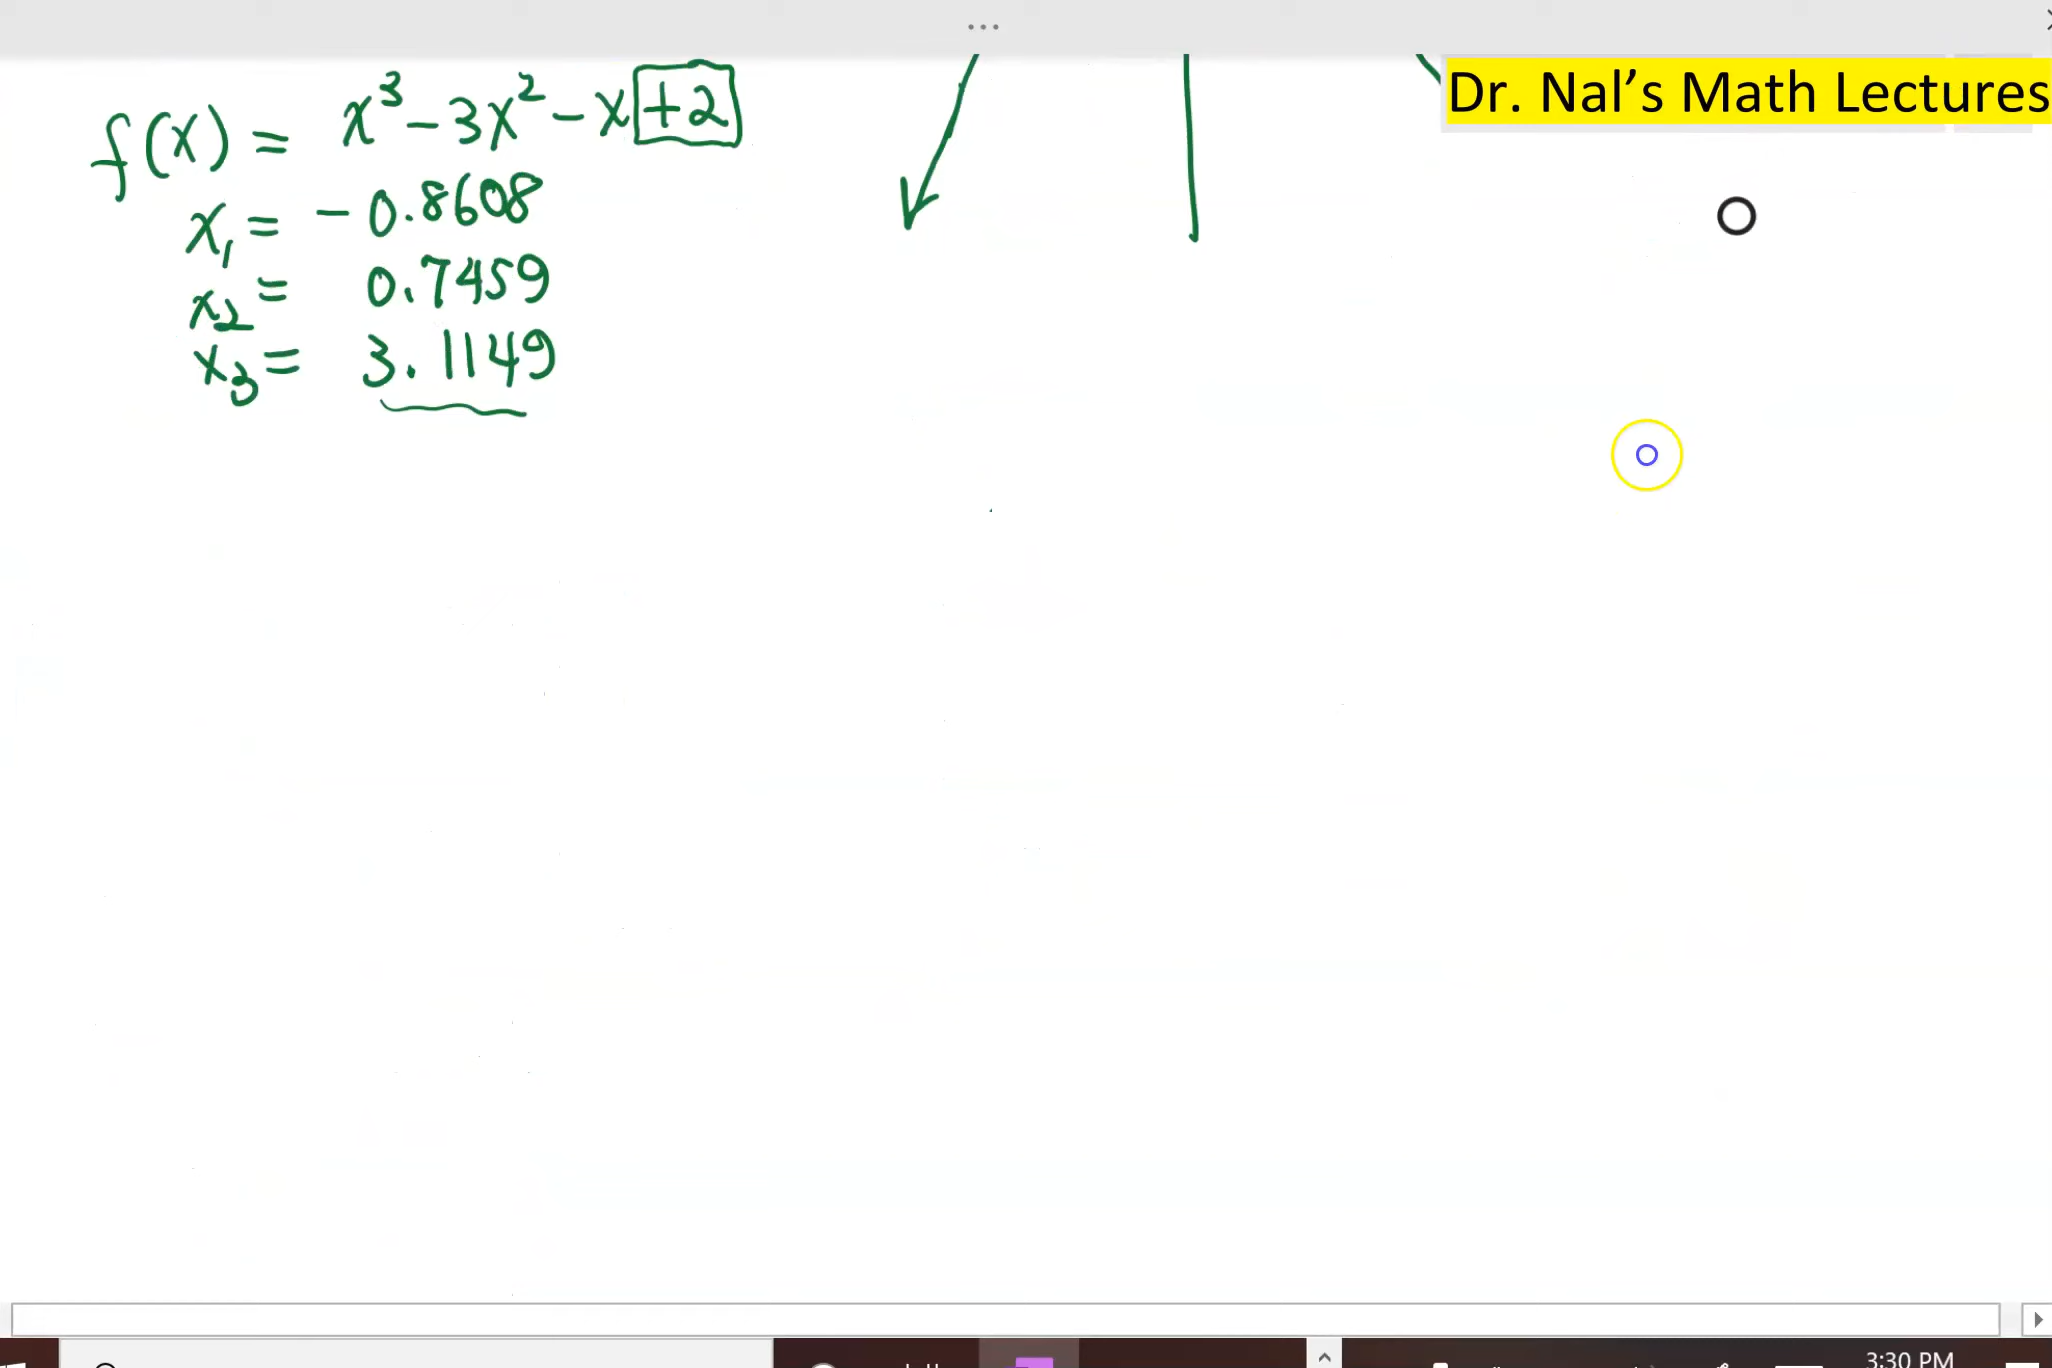 Dr. Nal's Math Lectures
f(x) = x³ - 3x² - x +2
x₁ = - 0.8608
x₂ = 0.7459
x₃ = 3.1149
3:30 PM